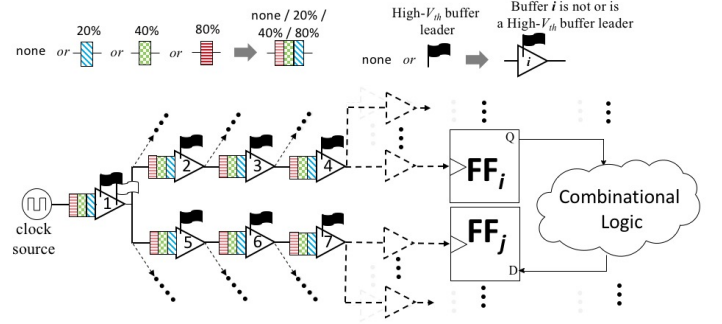 none or 20% or 40% or 80%
none / 20% /
40% / 80%
High-Vth buffer
leader
none or
Buffer i is not or is
a High-Vth buffer leader
i
clock
source
1
2
3
4
5
6
7
FFi
Q
FFj
D
Combinational
Logic